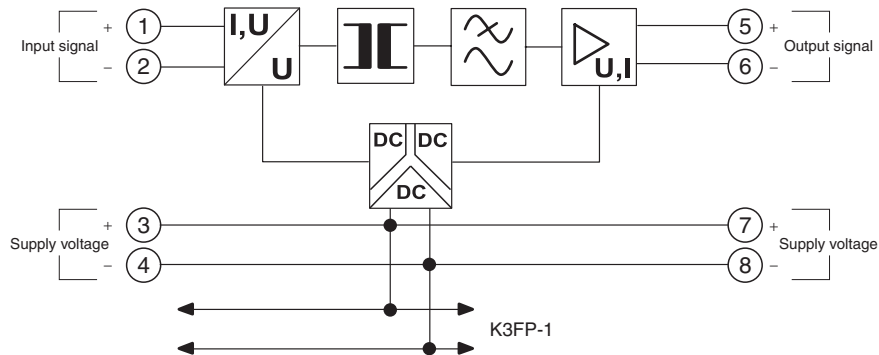 + 1 I,U 5 +
Input signal Output signal
− 2 U U,I 6 −
DC DC
DC
+ 3 7 +
Supply voltage Supply voltage
− 4 8 −
K3FP-1